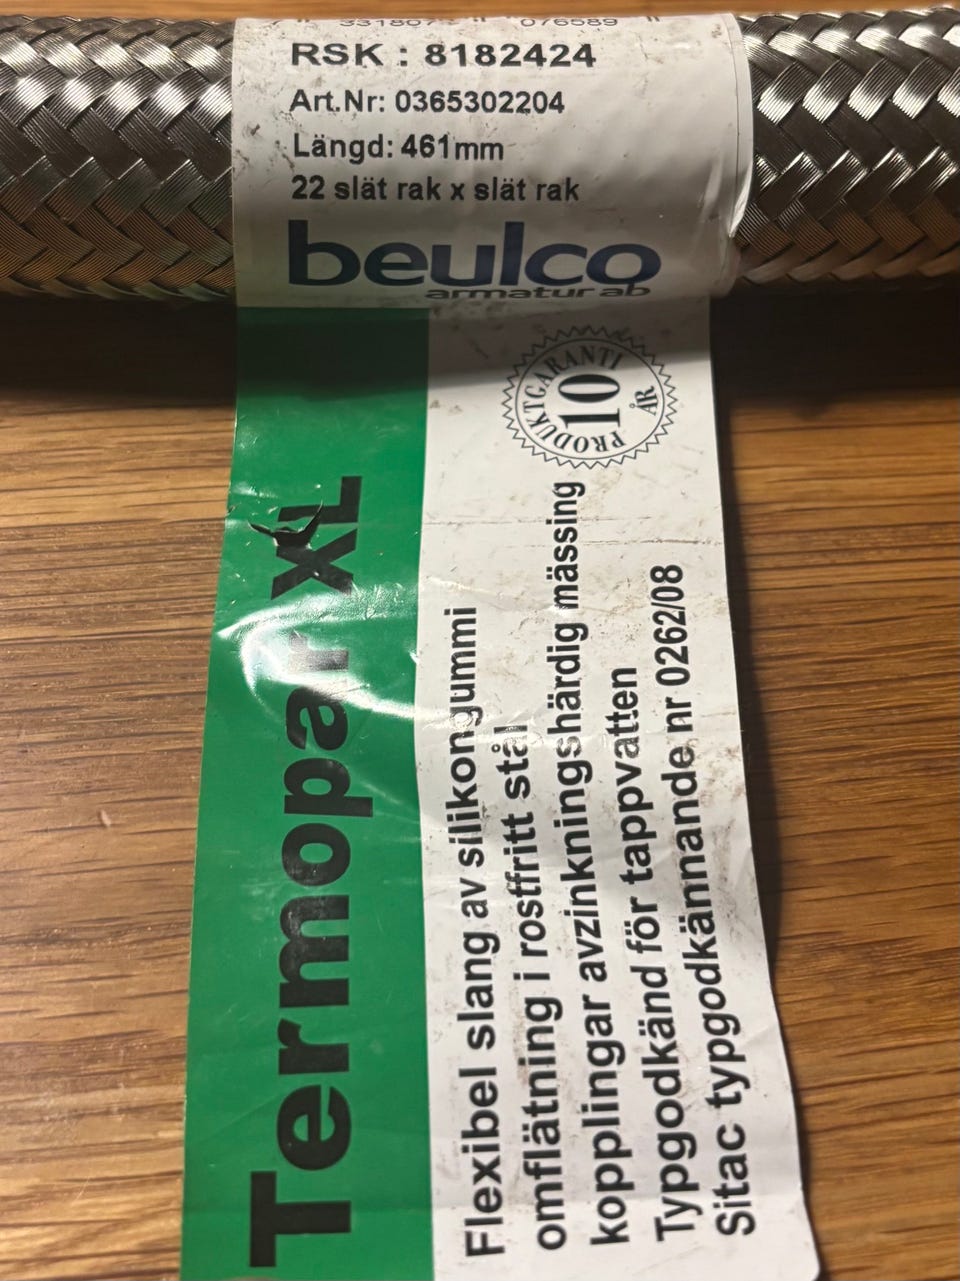 RSK : 8182424
Art.Nr: 0365302204
Längd: 461mm
22 slät rak x slät rak
beulco
armatur ab
PRODUKTGARANTI
10
ÅR
Termopar XL
Flexibel slang av silikongummi
omflätning i rostfritt stål
kopplingar avzinkningshärdig mässing
Typgodkänd för tappvatten
Sitac typgodkännande nr 0262/08